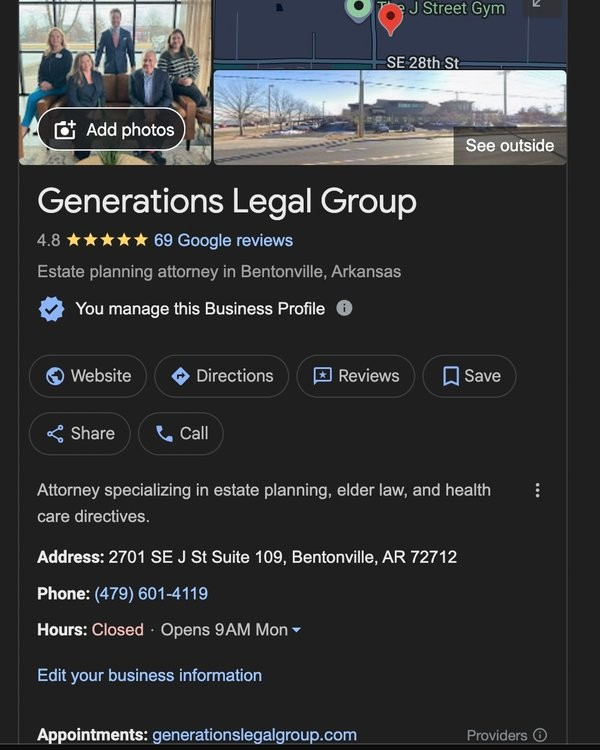 The J Street Gym
SE 28th St
Add photos
See outside
Generations Legal Group
4.8 69 Google reviews
Estate planning attorney in Bentonville, Arkansas
You manage this Business Profile
Website Directions Reviews Save
Share Call
Attorney specializing in estate planning, elder law, and health
care directives.
Address: 2701 SE J St Suite 109, Bentonville, AR 72712
Phone: (479) 601-4119
Hours: Closed · Opens 9 AM Mon
Edit your business information
Appointments: generationslegalgroup.com Providers